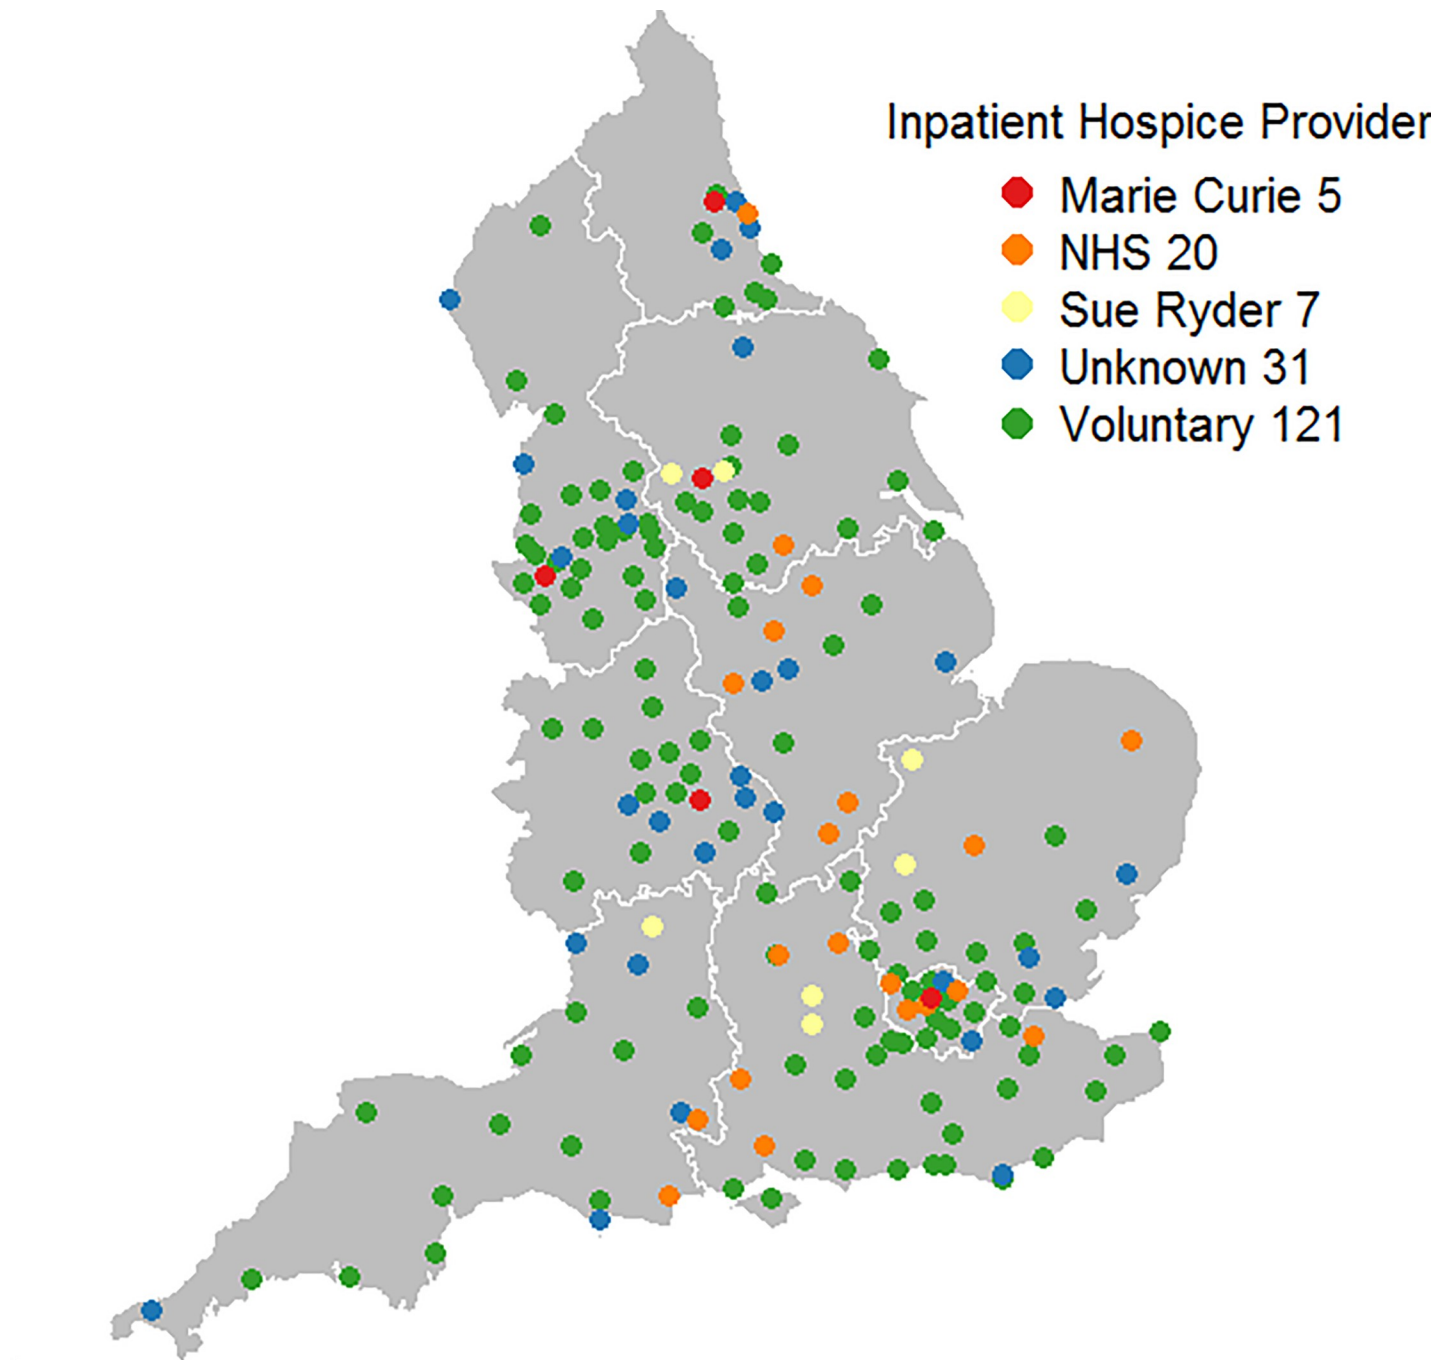 Inpatient Hospice Provider
Marie Curie 5
NHS 20
Sue Ryder 7
Unknown 31
Voluntary 121